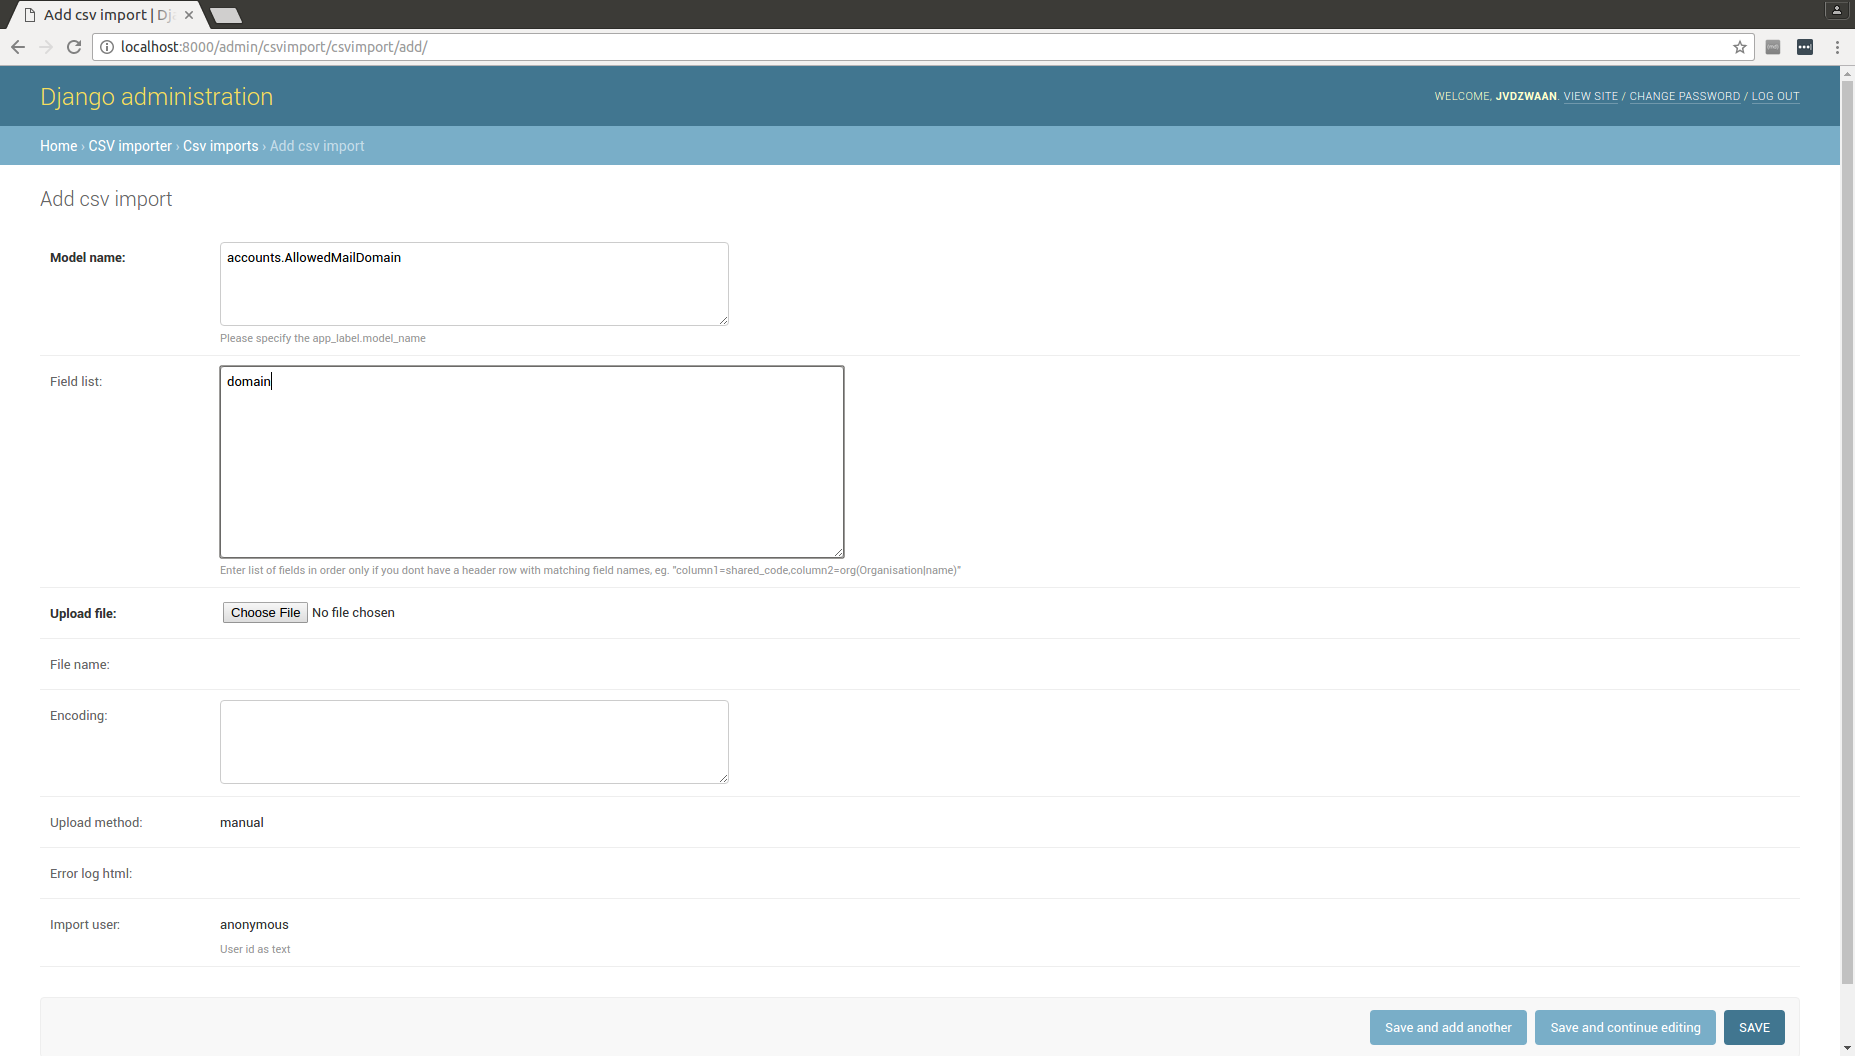 Add csv import | Dj
localhost:8000/admin/csvimport/csvimport/add/
Django administration
WELCOME, JVDZWAAN. VIEW SITE / CHANGE PASSWORD / LOG OUT
Home › CSV importer › Csv imports › Add csv import
Add csv import
Model name:
accounts.AllowedMailDomain
Please specify the app_label.model_name
Field list:
domain
Enter list of fields in order only if you dont have a header row with matching field names, eg. "column1=shared_code,column2=org(Organisation|name)"
Upload file:
Choose File No file chosen
File name:
Encoding:
Upload method:
manual
Error log html:
Import user:
anonymous
User id as text
Save and add another
Save and continue editing
SAVE